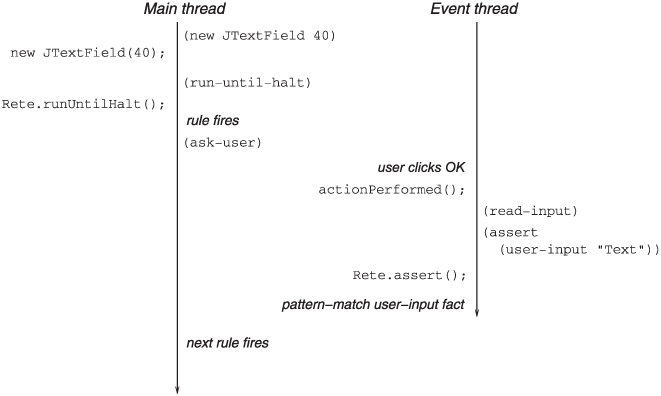 Main thread
Event thread
(new JTextField 40)
new JTextField(40);
(run-until-halt)
Rete.runUntilHalt();
rule fires
(ask-user)
user clicks OK
actionPerformed();
(read-input)
(assert
(user-input "Text"))
Rete.assert();
pattern-match user-input fact
next rule fires